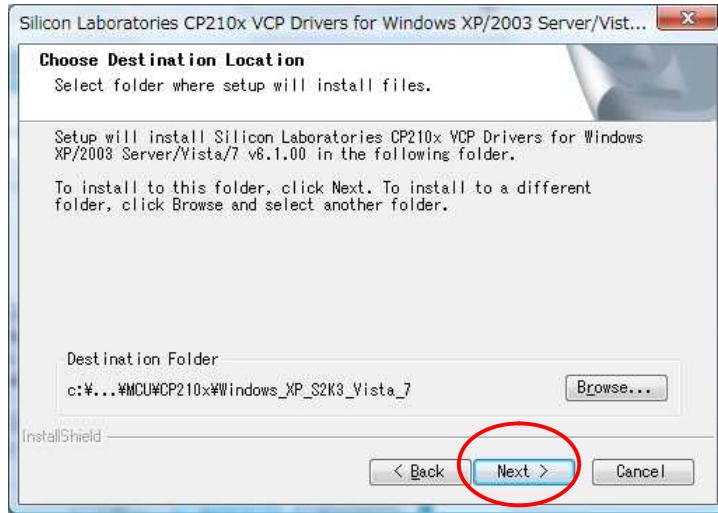 Silicon Laboratories CP210x VCP Drivers for Windows XP/2003 Server/Vist...
Choose Destination Location
Select folder where setup will install files.
Setup will install Silicon Laboratories CP210x VCP Drivers for Windows
XP/2003 Server/Vista/7 v6.1.00 in the following folder.
To install to this folder, click Next. To install to a different
folder, click Browse and select another folder.
Destination Folder
c:¥...¥MCU¥CP210x¥Windows_XP_S2K3_Vista_7
Browse...
InstallShield
< Back
Next >
Cancel